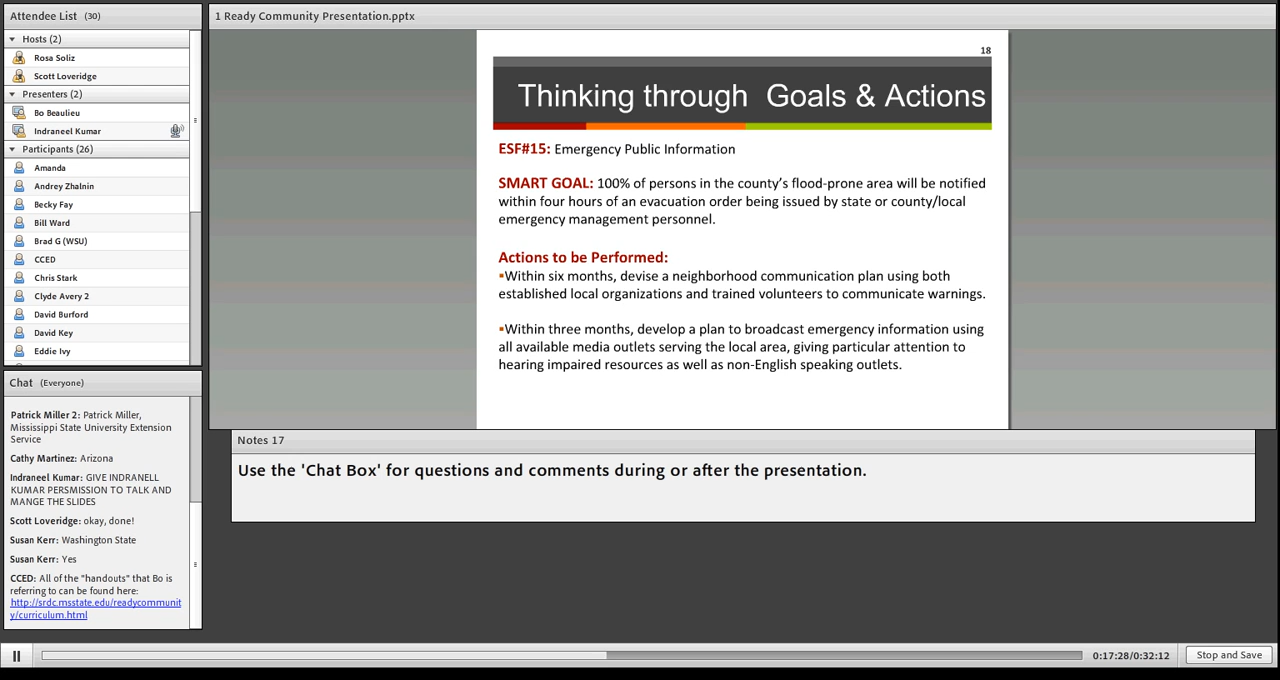 Attendee List (30)
Hosts (2)
Rosa Soliz
Scott Loveridge
Presenters (2)
Bo Beaulieu
Indraneel Kumar
Participants (26)
Amanda
Andrey Zhalnin
Becky Fay
Bill Ward
Brad G (WSU)
CCED
Chris Stark
Clyde Avery 2
David Burford
David Key
Eddie Ivy
Chat (Everyone)
Patrick Miller 2: Patrick Miller,
Mississippi State University Extension
Service
Cathy Martinez: Arizona
Indraneel Kumar: GIVE INDRANELL
KUMAR PERSMISSION TO TALK AND
MANGE THE SLIDES
Scott Loveridge: okay, done!
Susan Kerr: Washington State
Susan Kerr: Yes
CCED: All of the "handouts" that Bo is
referring to can be found here:
http://srdc.msstate.edu/readycommunit
y/curriculum.html
1 Ready Community Presentation.pptx
18
Thinking through Goals & Actions
ESF#15: Emergency Public Information
SMART GOAL: 100% of persons in the county's flood-prone area will be notified
within four hours of an evacuation order being issued by state or county/local
emergency management personnel.
Actions to be Performed:
▪Within six months, devise a neighborhood communication plan using both
established local organizations and trained volunteers to communicate warnings.
▪Within three months, develop a plan to broadcast emergency information using
all available media outlets serving the local area, giving particular attention to
hearing impaired resources as well as non-English speaking outlets.
Notes 17
Use the 'Chat Box' for questions and comments during or after the presentation.
0:17:28/0:32:12
Stop and Save